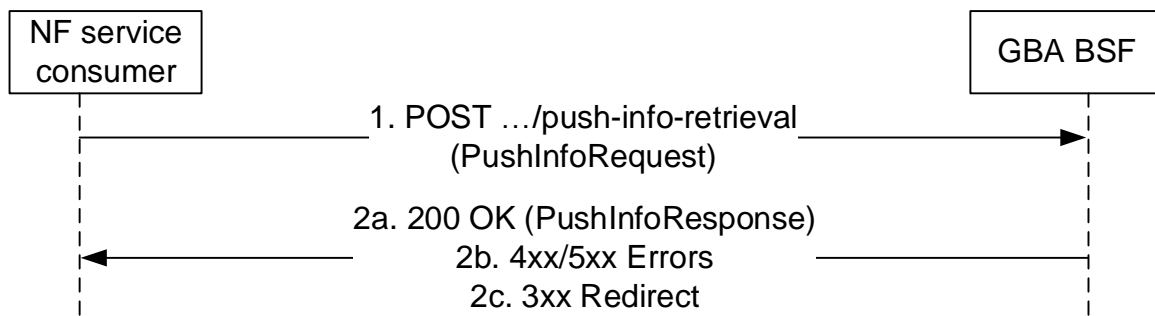 NF service
consumer
GBA BSF
1. POST …/push-info-retrieval
(PushInfoRequest)
2a. 200 OK (PushInfoResponse)
2b. 4xx/5xx Errors
2c. 3xx Redirect